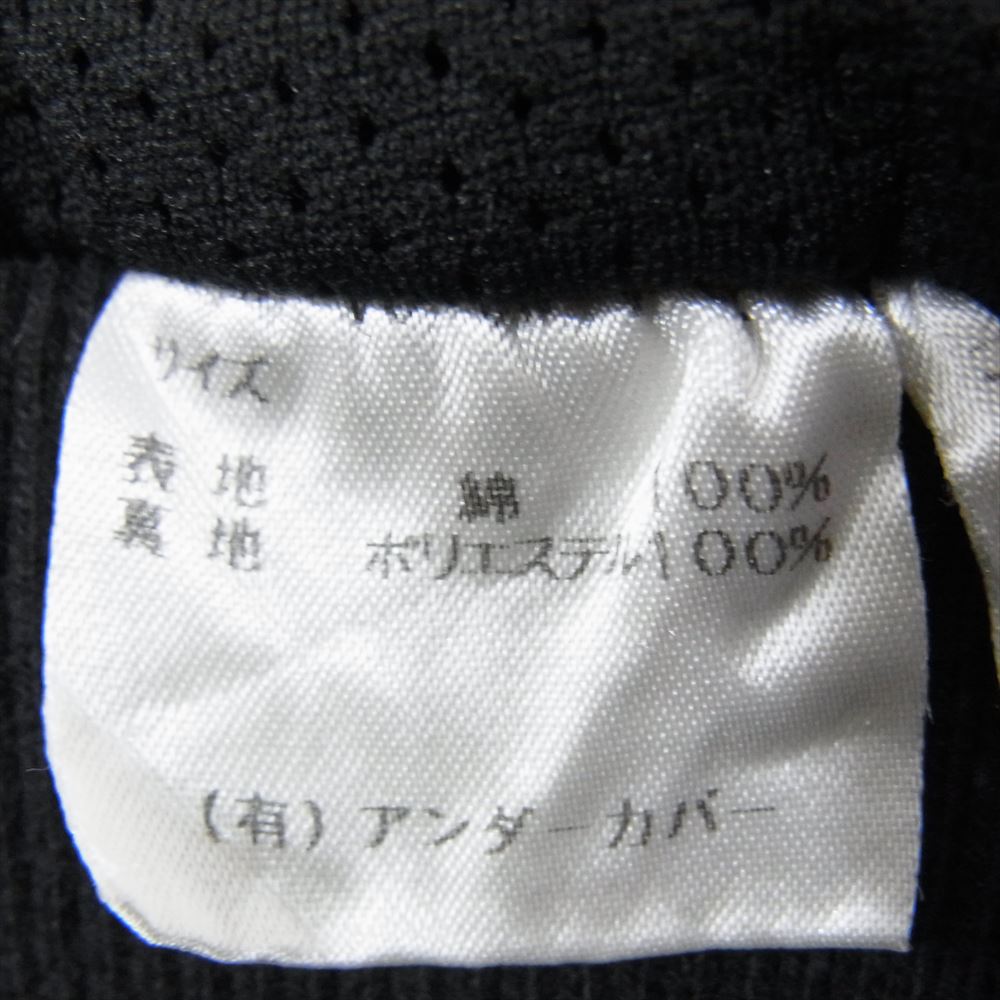 サイズ
表地 綿 100%
裏地 ポリエステル100%
(有)アンダーカバー